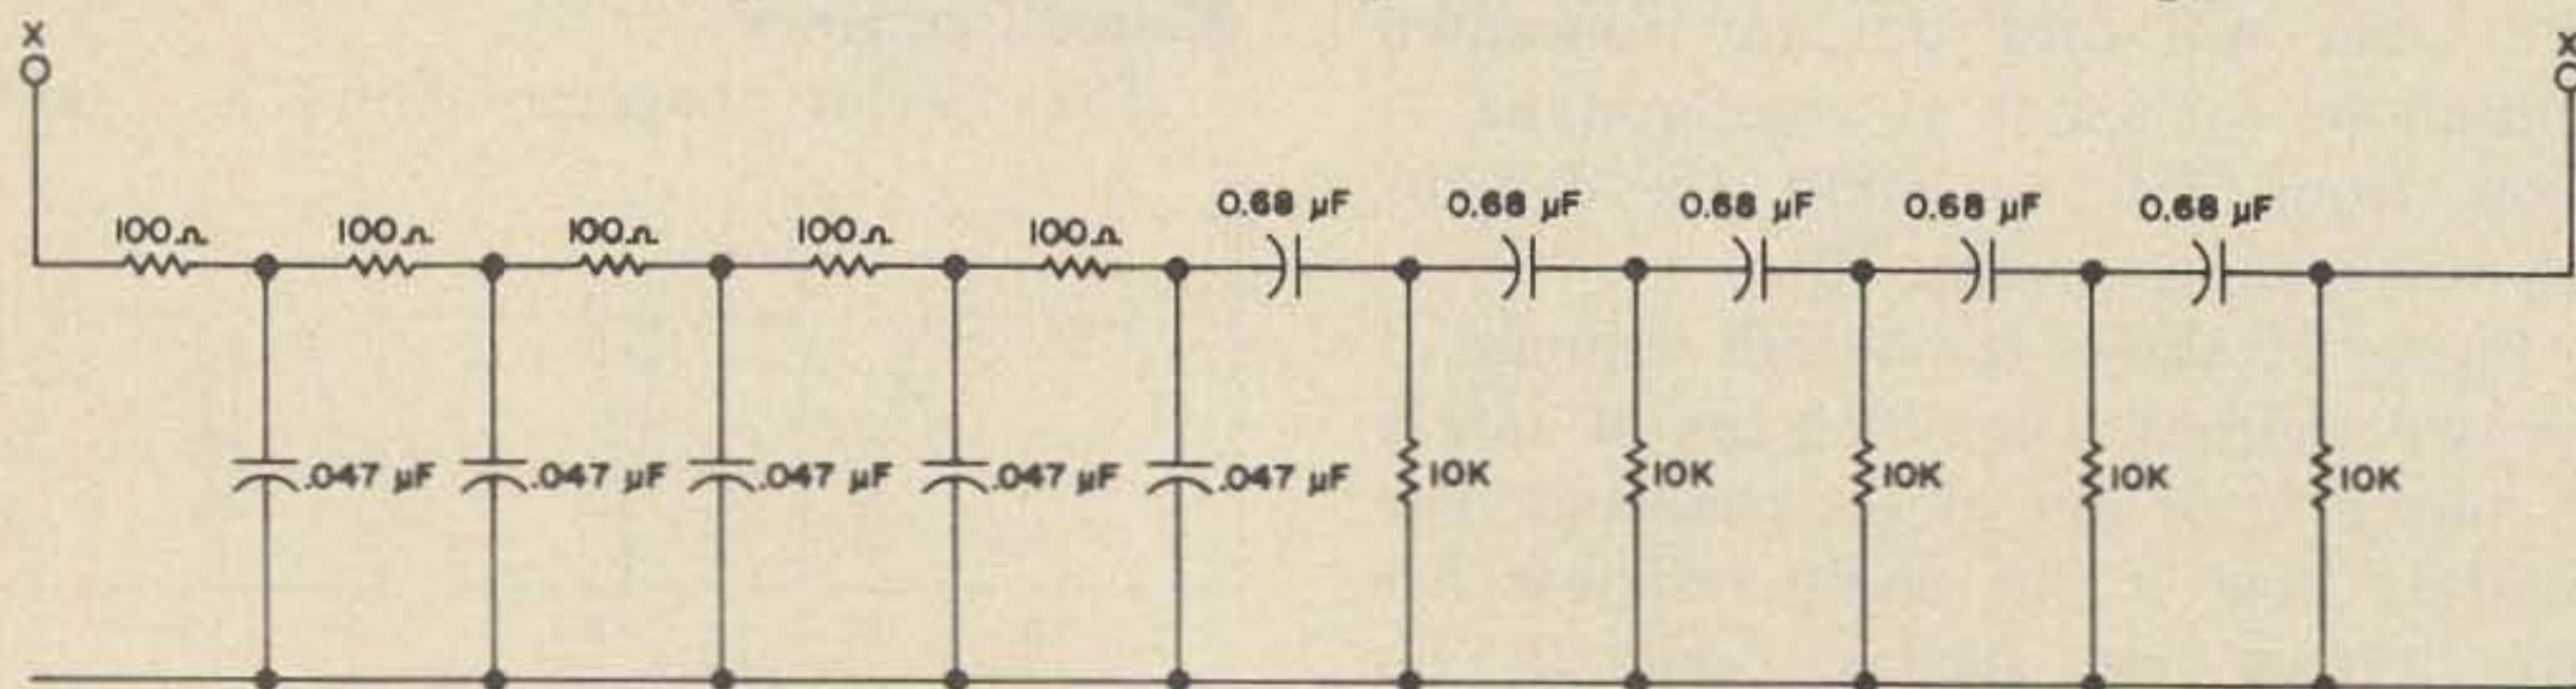 X X
0.68 µF 0.68 µF 0.68 µF 0.68 µF 0.68 µF
100Ω 100Ω 100Ω 100Ω 100Ω
.047 µF .047 µF .047 µF .047 µF .047 µF 10K 10K 10K 10K 10K